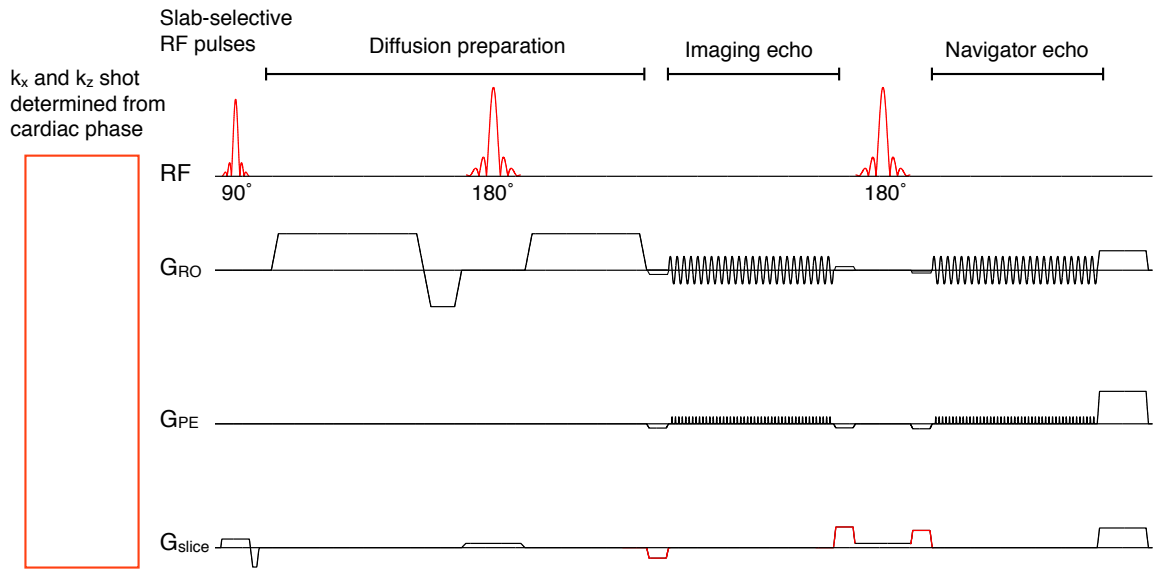 Slab-selective
RF pulses
Diffusion preparation
Imaging echo
Navigator echo
kx and kz shot
determined from
cardiac phase
RF
90°
180°
180°
GRO
GPE
Gslice